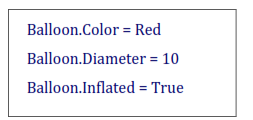 Balloon.Color = Red
Balloon.Diameter = 10
Balloon.Inflated = True